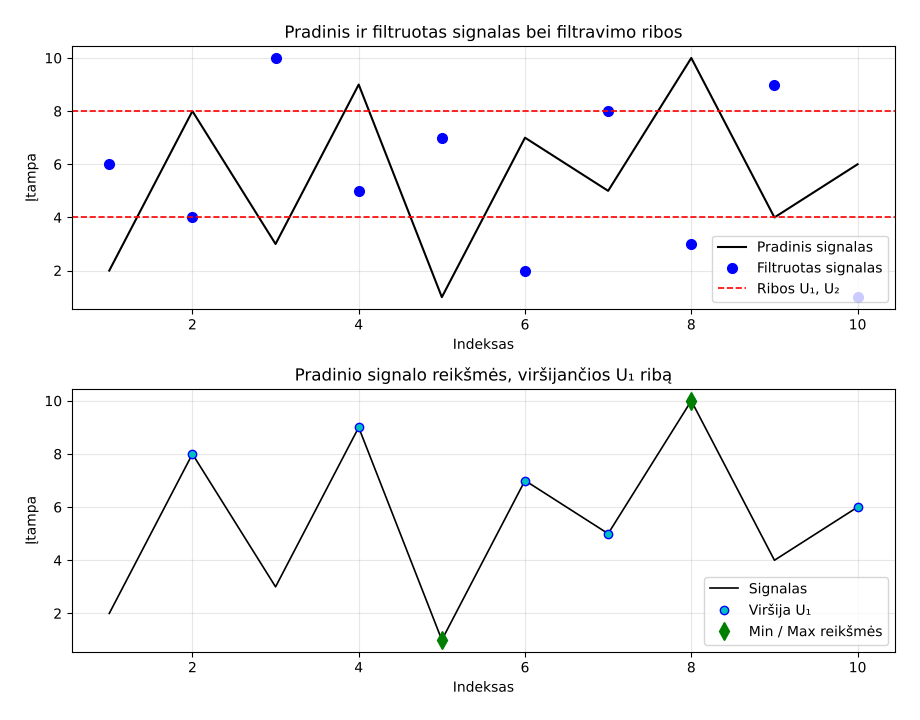 Pradinis ir filtruotas signalas bei filtravimo ribos
10
8
6
4
2
Įtampa
Pradinis signalas
Filtruotas signalas
Ribos U₁, U₂
2
4
6
8
10
Indeksas
Pradinio signalo reikšmės, viršijančios U₁ ribą
10
8
6
4
2
Įtampa
Signalas
Viršija U₁
Min / Max reikšmės
2
4
6
8
10
Indeksas